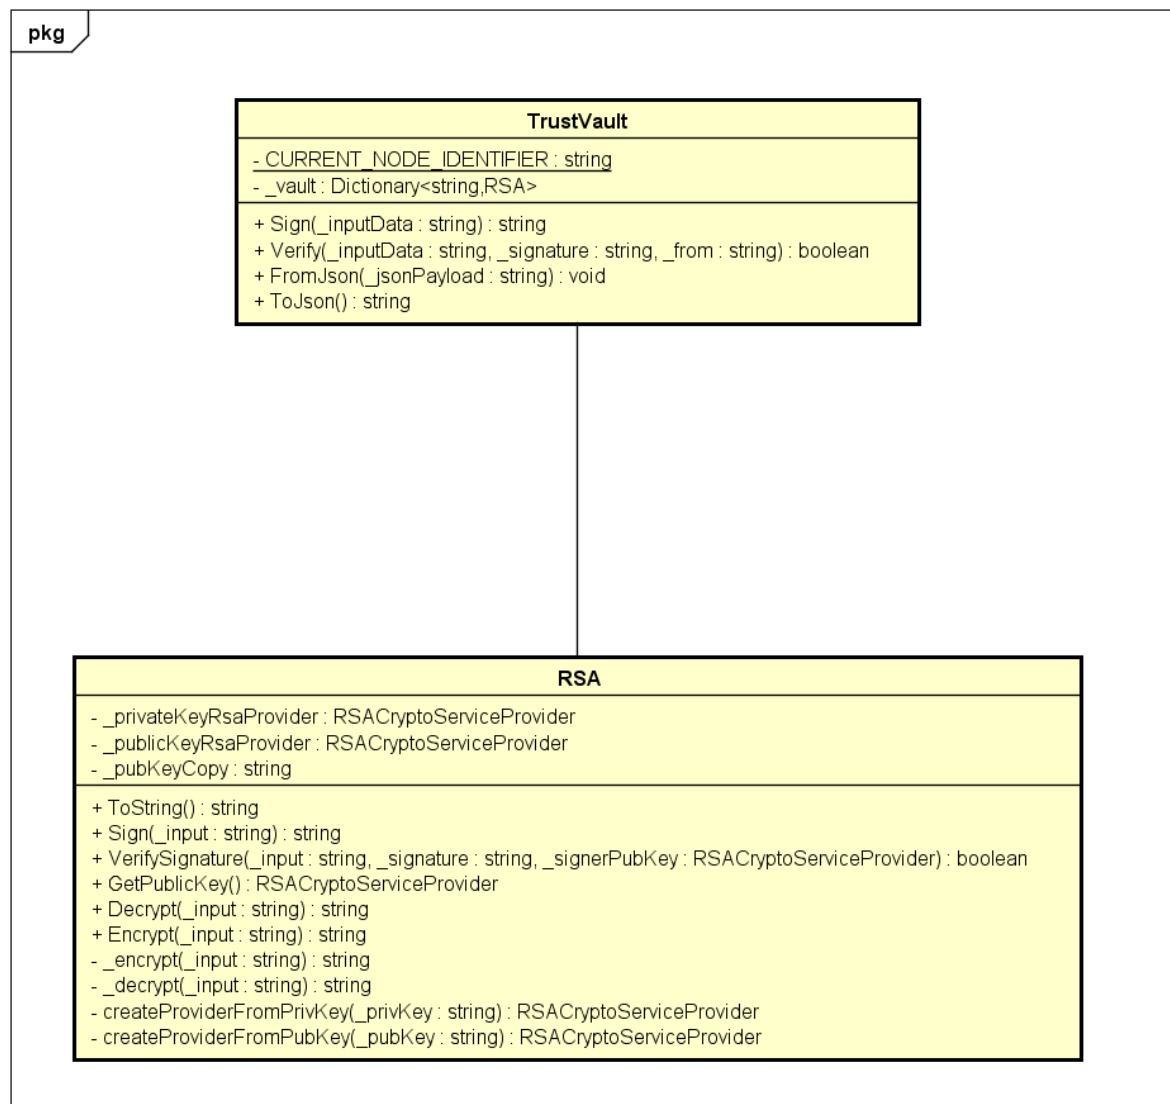 pkg
TrustVault
- CURRENT_NODE_IDENTIFIER : string
- _vault : Dictionary<string,RSA>
+ Sign(_inputData : string) : string
+ Verify(_inputData : string, _signature : string, _from : string) : boolean
+ FromJson(_jsonPayload : string) : void
+ ToJson() : string
RSA
- _privateKeyRsaProvider : RSACryptoServiceProvider
- _publicKeyRsaProvider : RSACryptoServiceProvider
- _pubKeyCopy : string
+ ToString() : string
+ Sign(_input : string) : string
+ VerifySignature(_input : string, _signature : string, _signerPubKey : RSACryptoServiceProvider) : boolean
+ GetPublicKey() : RSACryptoServiceProvider
+ Decrypt(_input : string) : string
+ Encrypt(_input : string) : string
- _encrypt(_input : string) : string
- _decrypt(_input : string) : string
- createProviderFromPrivKey(_privKey : string) : RSACryptoServiceProvider
- createProviderFromPubKey(_pubKey : string) : RSACryptoServiceProvider